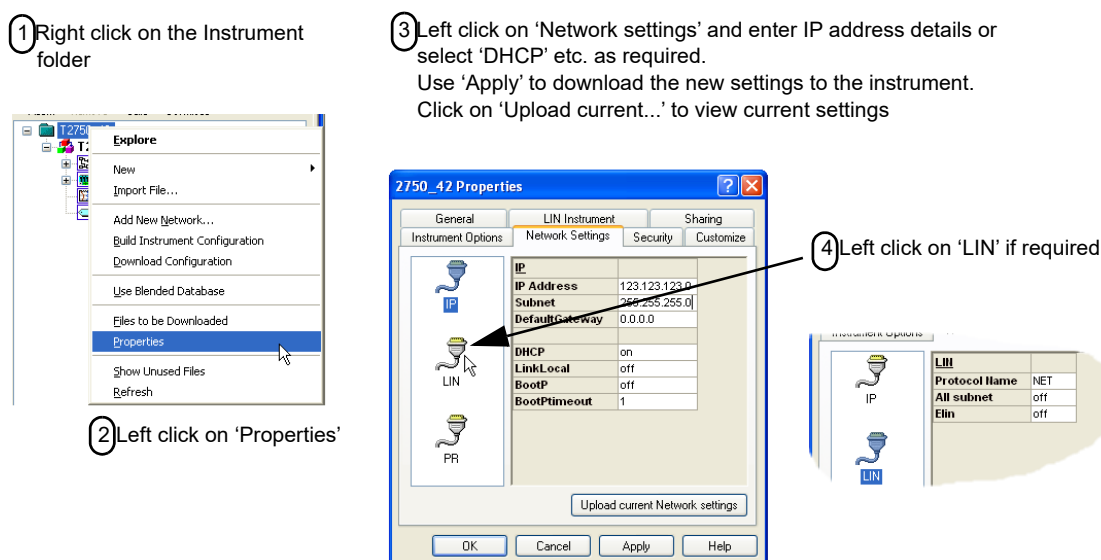 1 Right click on the Instrument
folder
T2750
T2
Explore
New
Import File...
Add New Network...
Build Instrument Configuration
Download Configuration
Use Blended Database
Files to be Downloaded
Properties
Show Unused Files
Refresh
2 Left click on ‘Properties’
3 Left click on ‘Network settings’ and enter IP address details or
select ‘DHCP’ etc. as required.
Use ‘Apply’ to download the new settings to the instrument.
Click on ‘Upload current...’ to view current settings
2750_42 Properties
General LIN Instrument Sharing
Instrument Options Network Settings Security Customize
IP
LIN
PR
IP
IP Address 123.123.123.0
Subnet 255.255.255.0
DefaultGateway 0.0.0.0
DHCP on
LinkLocal off
BootP off
BootPtimeout 1
Upload current Network settings
OK Cancel Apply Help
4 Left click on ‘LIN’ if required
Instrument Options
IP
LIN
LIN
Protocol Name NET
All subnet off
Elin off